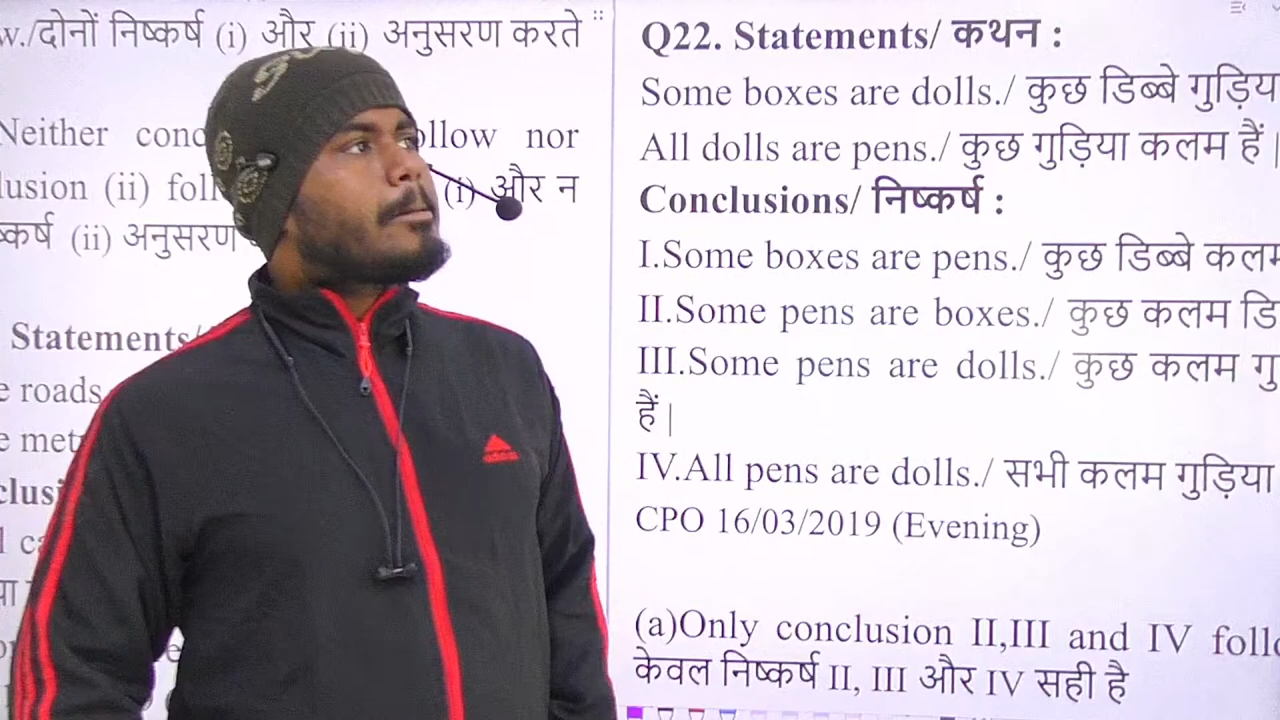 w./दोनों निष्कर्ष (i) और (ii) अनुसरण करते
Neither conc ollow nor
lusion (ii) foll (i) और न
ष्कर्ष (ii) अनुसरण
Statements/
e roads
e met
clusi
Q22. Statements/ कथन :
Some boxes are dolls./ कुछ डिब्बे गुड़िय
All dolls are pens./ कुछ गुड़िया कलम हैं |
Conclusions/ निष्कर्ष :
I.Some boxes are pens./ कुछ डिब्बे कलम
II.Some pens are boxes./ कुछ कलम डि
III.Some pens are dolls./ कुछ कलम गु
हैं |
IV.All pens are dolls./ सभी कलम गुड़िया
CPO 16/03/2019 (Evening)
(a)Only conclusion II,III and IV follo
केवल निष्कर्ष II, III और IV सही है
adidas